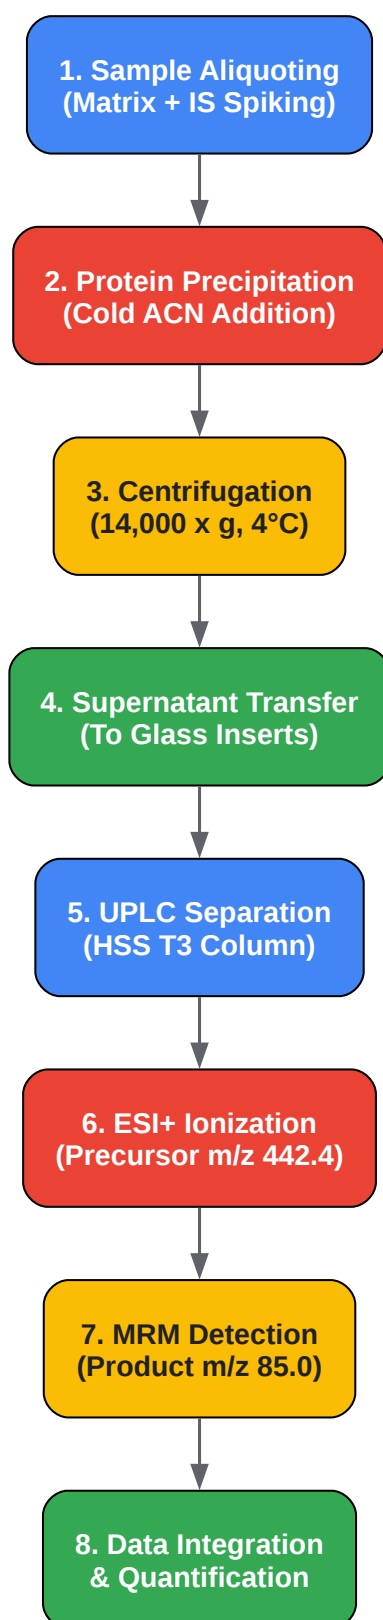 1. Sample Aliquoting
(Matrix + IS Spiking)
2. Protein Precipitation
(Cold ACN Addition)
3. Centrifugation
(14,000 x g, 4°C)
4. Supernatant Transfer
(To Glass Inserts)
5. UPLC Separation
(HSS T3 Column)
6. ESI+ Ionization
(Precursor m/z 442.4)
7. MRM Detection
(Product m/z 85.0)
8. Data Integration
& Quantification